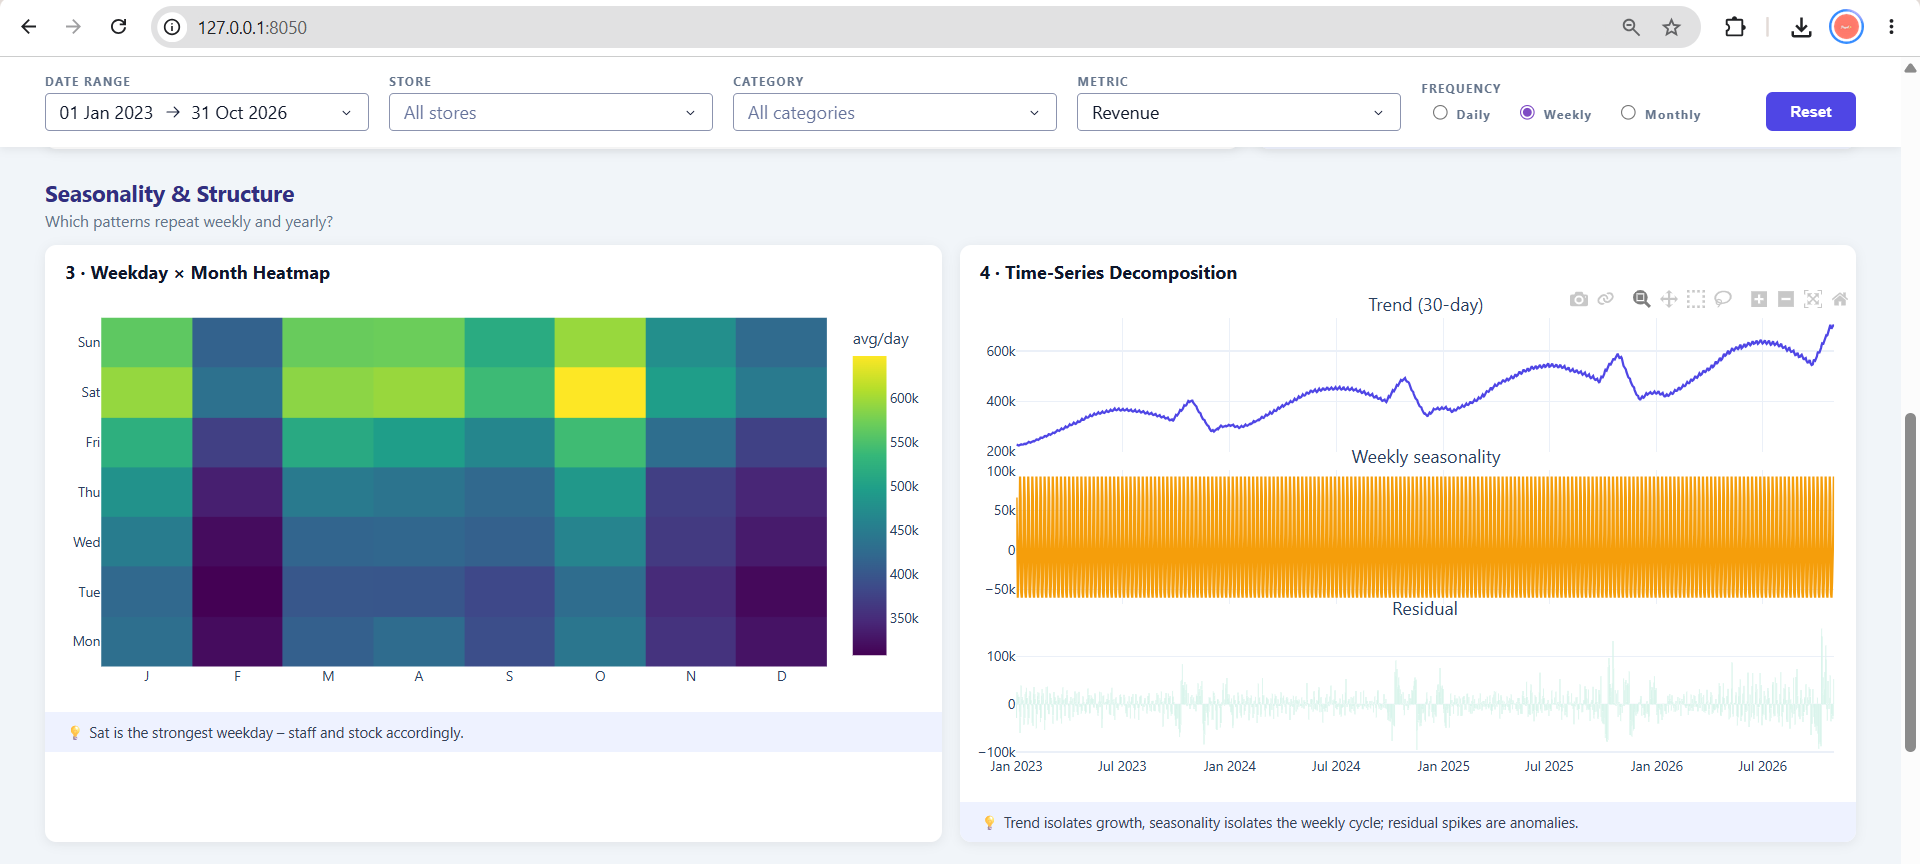 127.0.0.1:8050
DATE RANGE
01 Jan 2023 → 31 Oct 2026
STORE
All stores
CATEGORY
All categories
METRIC
Revenue
FREQUENCY
Daily
Weekly
Monthly
Reset
Seasonality & Structure
Which patterns repeat weekly and yearly?
3 · Weekday × Month Heatmap
Sun
Sat
Fri
Thu
Wed
Tue
Mon
J F M A S O N D
avg/day
600k
550k
500k
450k
400k
350k
💡 Sat is the strongest weekday – staff and stock accordingly.
4 · Time-Series Decomposition
Trend (30-day)
600k
400k
200k
Weekly seasonality
100k
50k
0
−50k
Residual
100k
0
−100k
Jan 2023 Jul 2023 Jan 2024 Jul 2024 Jan 2025 Jul 2025 Jan 2026 Jul 2026
💡 Trend isolates growth, seasonality isolates the weekly cycle; residual spikes are anomalies.